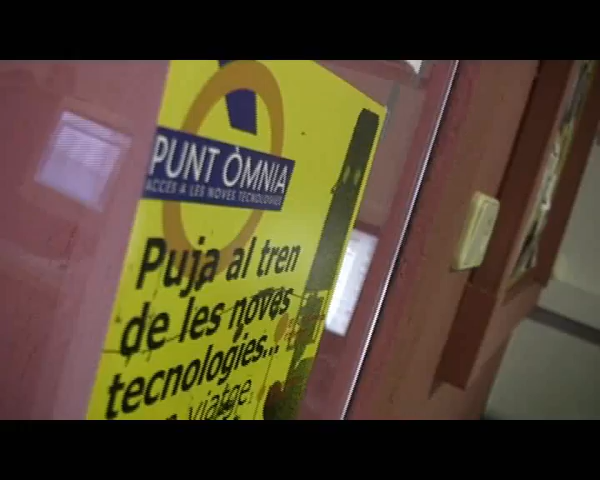 PUNT ÒMNIA
ACCÉS A LES NOVES TECNOLOGIES
Puja al tren
de les noves
tecnologies...
viatge